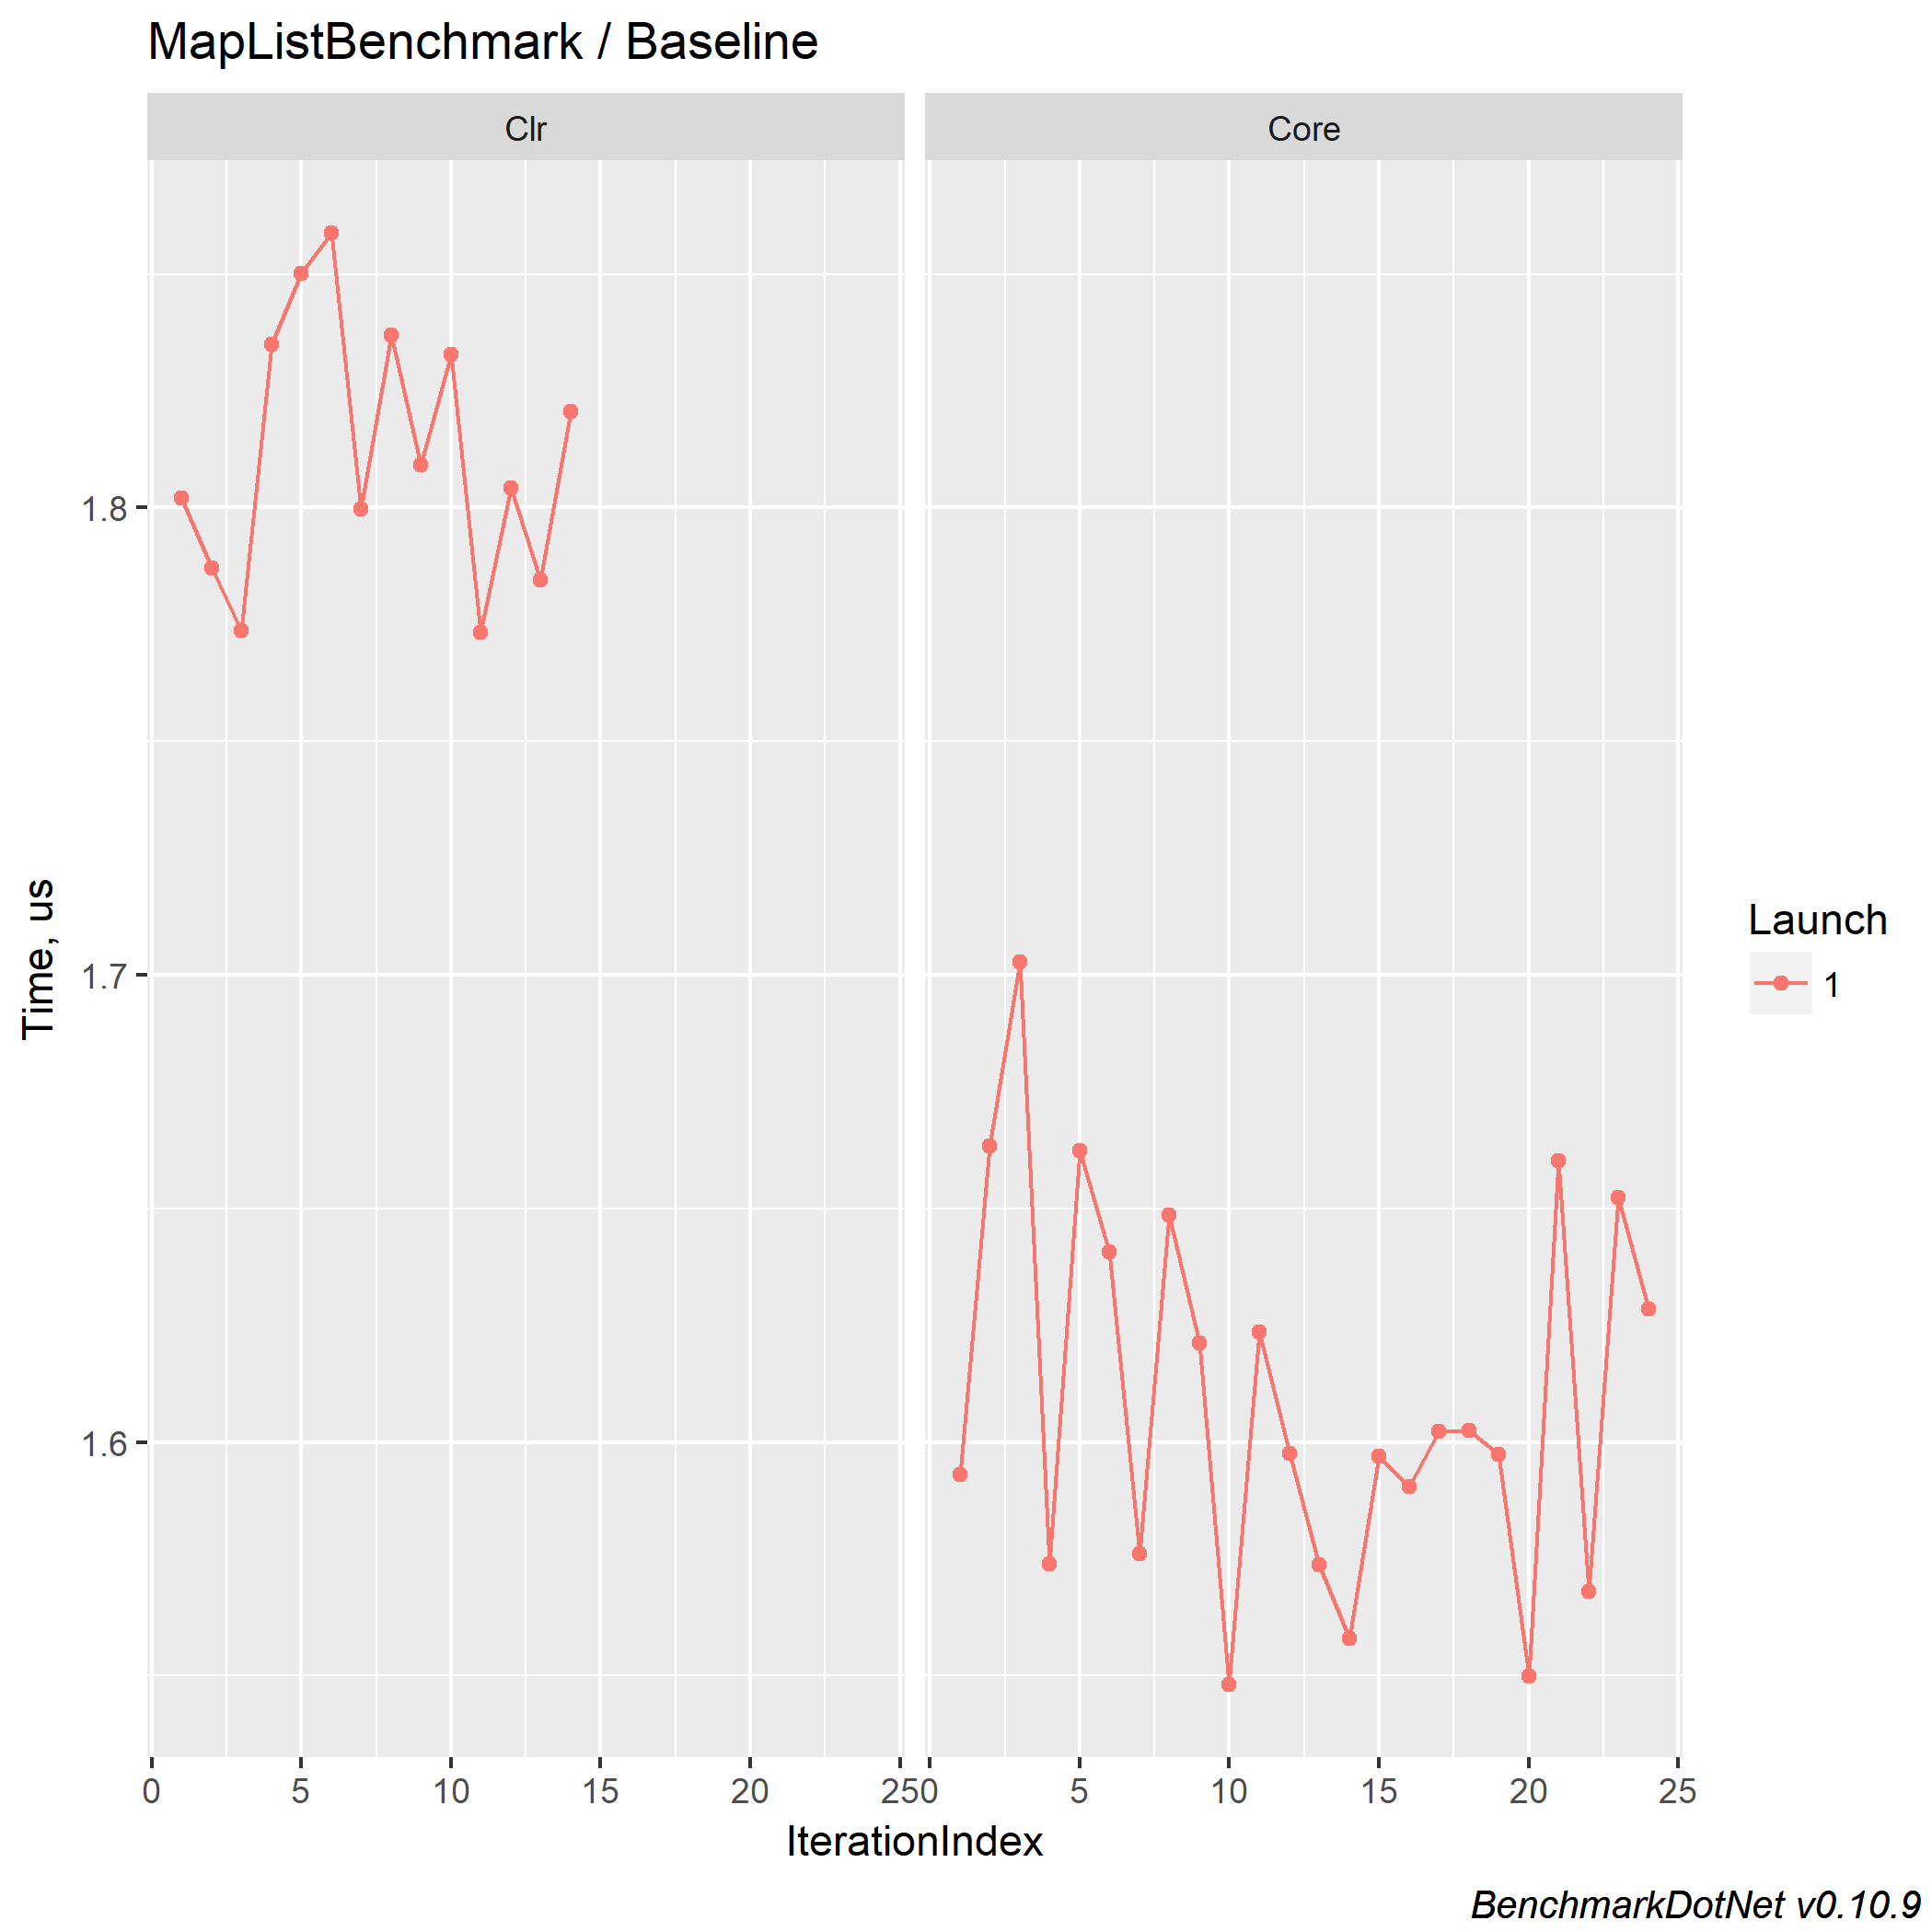 MapListBenchmark / Baseline
Clr Core
1.8
1.7
1.6
Time, us
Launch
1
0 5 10 15 20 25 0 5 10 15 20 25
IterationIndex
BenchmarkDotNet v0.10.9